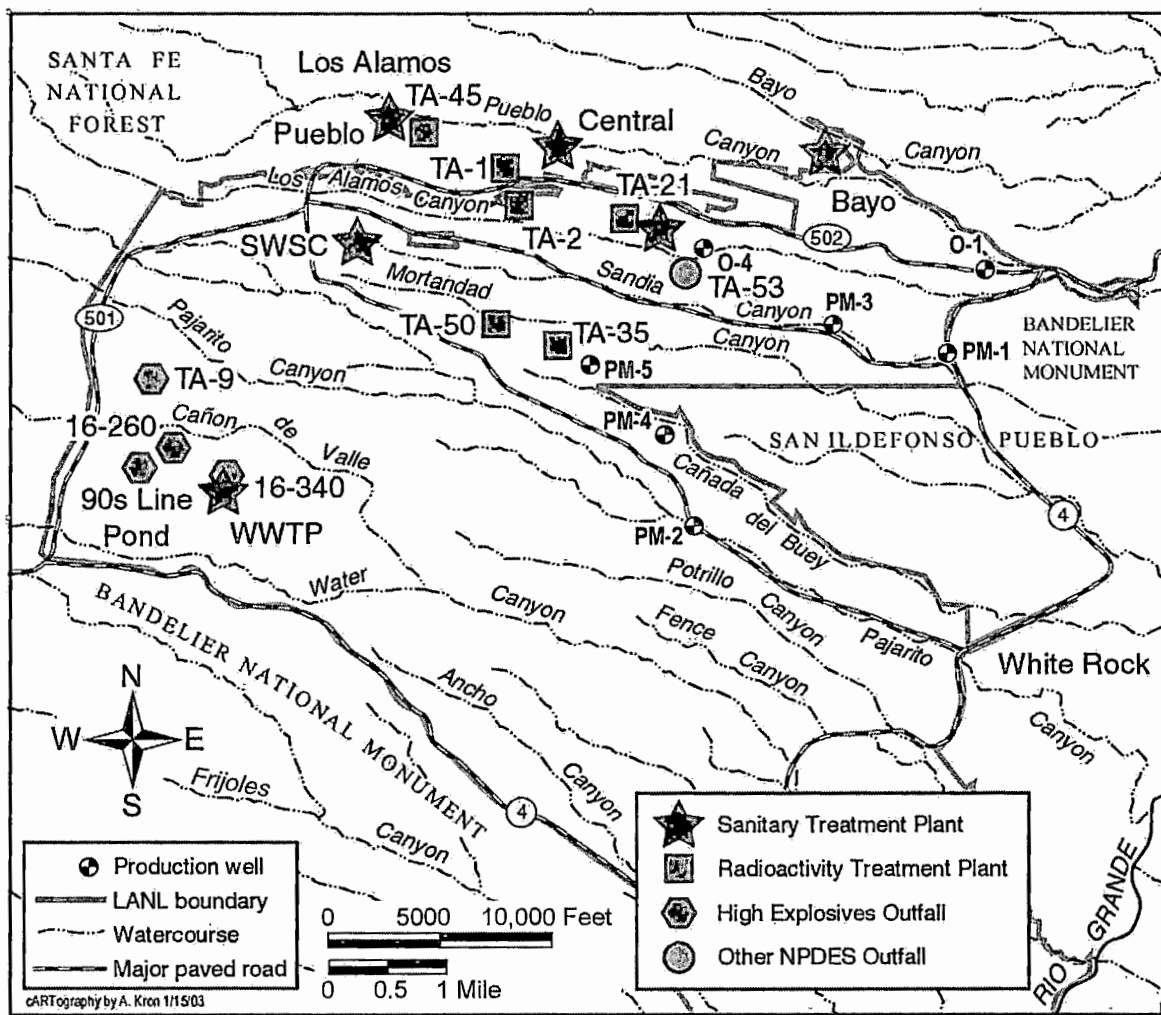 SANTA FE
NATIONAL
FOREST
Los Alamos
TA-45
Pueblo
Pueblo
Central
Bayo
Canyon
Canyon
TA-1
Los Alamos
Canyon
TA-21
Bayo
TA-2
502
O-1
SWSC
O-4
TA-53
Mortandad
Sandia
Canyon
PM-3
501
Pajarito
Canyon
TA-50
TA-35
Canyon
PM-5
PM-1
BANDELIER
NATIONAL
MONUMENT
TA-9
16-260
Cañon
de
Valle
PM-4
SAN ILDEFONSO PUEBLO
90s Line
Pond
16-340
WWTP
Cañada
del Buey
PM-2
4
Water
Canyon
Potrillo
Canyon
Fence
Canyon
Pajarito
White Rock
Canyon
BANDELIER NATIONAL MONUMENT
Ancho
Canyon
N
W E
S
Frijoles
Canyon
4
RIO GRANDE
Production well
LANL boundary
Watercourse
Major paved road
0 5000 10,000 Feet
0 0.5 1 Mile
Sanitary Treatment Plant
Radioactivity Treatment Plant
High Explosives Outfall
Other NPDES Outfall
cARTography by A. Kron 1/15/03